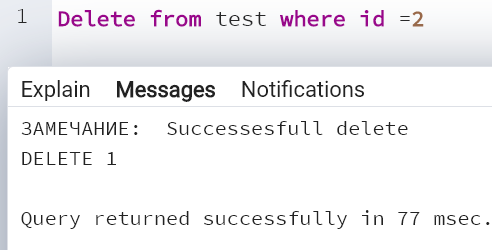 1 Delete from test where id =2
Explain Messages Notifications
ЗАМЕЧАНИЕ: Successesfull delete
DELETE 1
Query returned successfully in 77 msec.